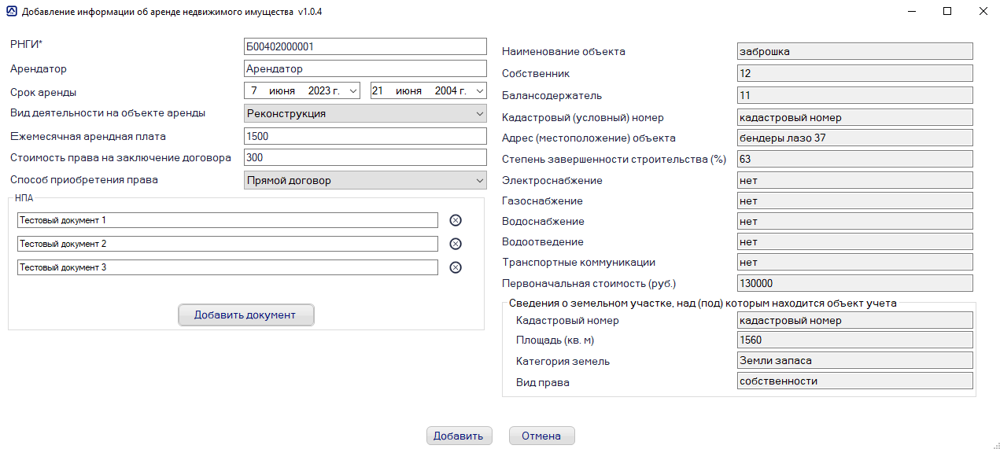 Добавление информации об аренде недвижимого имущества v1.0.4
РНГИ* Б00402000001
Арендатор Арендатор
Срок аренды 7 июня 2023 г. 21 июня 2004 г.
Вид деятельности на объекте аренды Реконструкция
Ежемесячная арендная плата 1500
Стоимость права на заключение договора 300
Способ приобретения права Прямой договор
НПА
Тестовый документ 1
Тестовый документ 2
Тестовый документ 3
Добавить документ
Наименование объекта заброшка
Собственник 12
Балансодержатель 11
Кадастровый (условный) номер кадастровый номер
Адрес (местоположение) объекта бендеры лазо 37
Степень завершенности строительства (%) 63
Электроснабжение нет
Газоснабжение нет
Водоснабжение нет
Водоотведение нет
Транспортные коммуникации нет
Первоначальная стоимость (руб.) 130000
Сведения о земельном участке, над (под) которым находится объект учета
Кадастровый номер кадастровый номер
Площадь (кв. м) 1560
Категория земель Земли запаса
Вид права собственности
Добавить Отмена